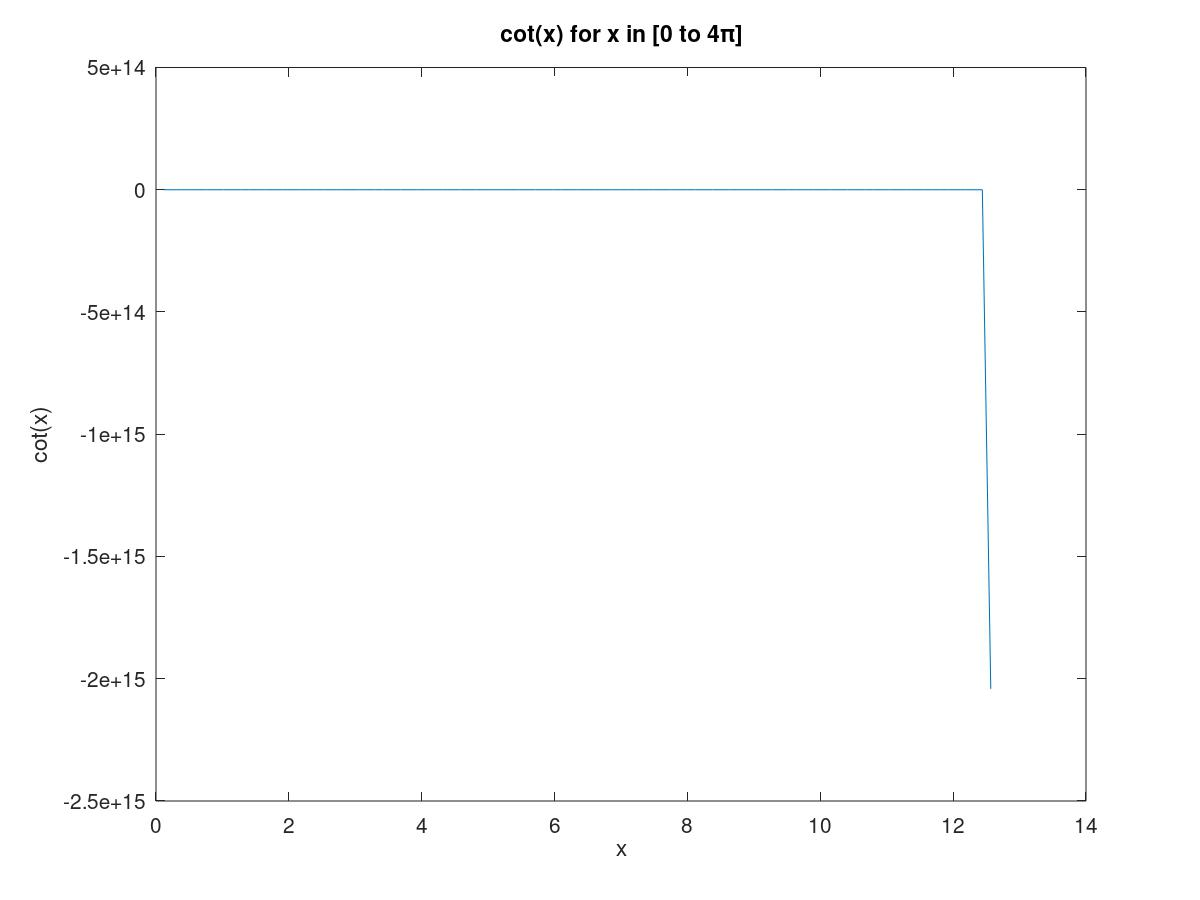 cot(x) for x in [0 to 4π]
5e+14
0
-5e+14
-1e+15
-1.5e+15
-2e+15
-2.5e+15
cot(x)
0 2 4 6 8 10 12 14
x